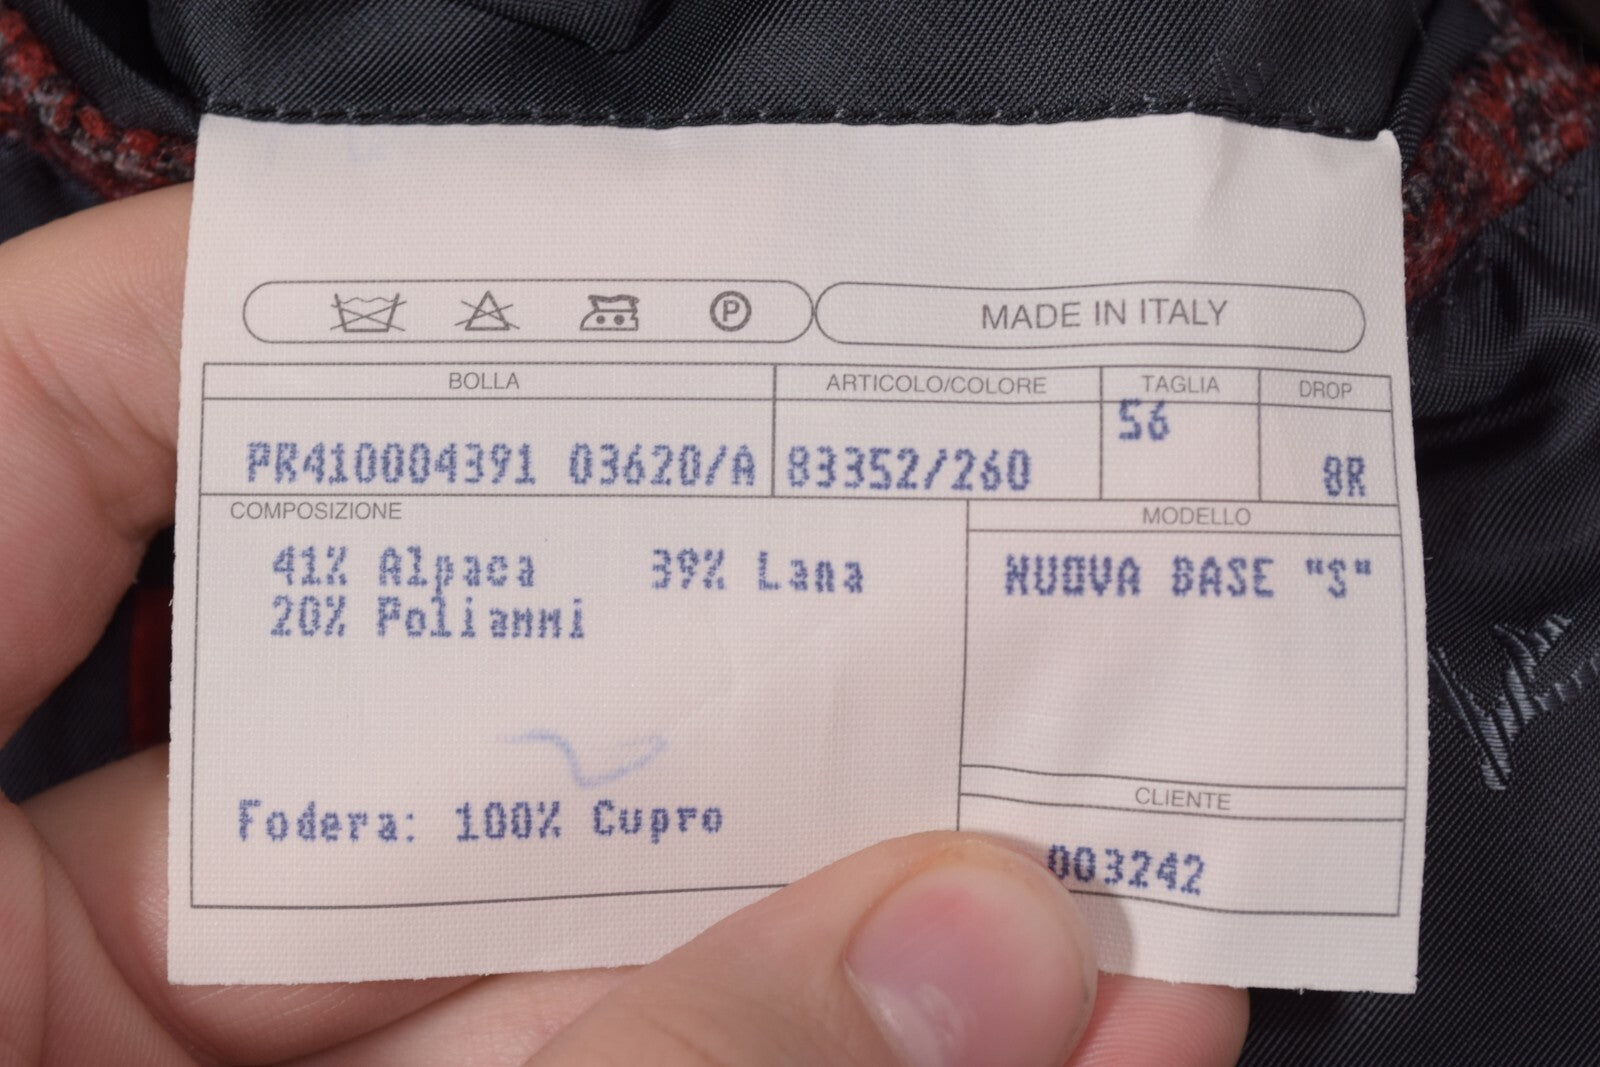 P
MADE IN ITALY
BOLLA
ARTICOLO/COLORE
TAGLIA
DROP
PR410004391 03620/A
83352/260
56
8R
COMPOSIZIONE
41% Alpaca 39% Lana
20% Poliammi
Fodera: 100% Cupro
MODELLO
NUOVA BASE "S"
CLIENTE
003242